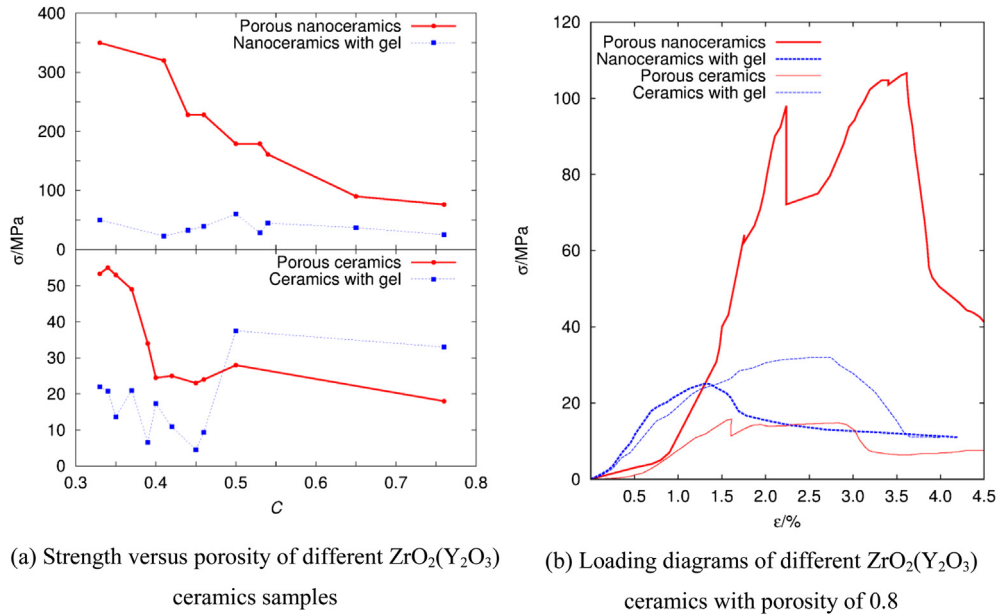 400
300
200
100
0
σ/MPa
Porous nanoceramics
Nanoceramics with gel
50
40
30
20
10
0
σ/MPa
Porous ceramics
Ceramics with gel
0.3 0.4 0.5 0.6 0.7 0.8
C
(a) Strength versus porosity of different ZrO₂(Y₂O₃)
ceramics samples
120
100
80
60
40
20
0
σ/MPa
Porous nanoceramics
Nanoceramics with gel
Porous ceramics
Ceramics with gel
0.5 1.0 1.5 2.0 2.5 3.0 3.5 4.0 4.5
ε/%
(b) Loading diagrams of different ZrO₂(Y₂O₃)
ceramics with porosity of 0.8